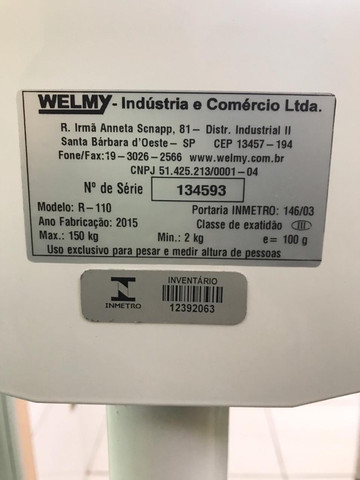 WELMY - Indústria e Comércio Ltda.
R. Irmã Anneta Scnapp, 81- Distr. Industrial II
Santa Bárbara d'Oeste- SP CEP 13457-194
Fone/Fax:19-3026-2566 www.welmy.com.br
CNPJ 51.425.213/0001-04
Nº de Série 134593
Modelo: R-110 Portaria INMETRO: 146/03
Ano Fabricação: 2015 Classe de exatidão III
Max.: 150 kg Min.: 2 kg e= 100 g
Uso exclusivo para pesar e medir altura de pessoas
INVENTÁRIO
INMETRO 12392063